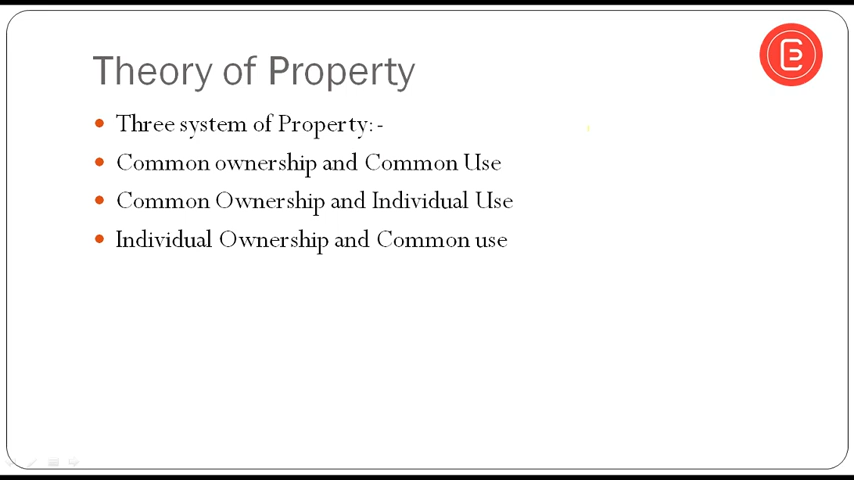 Theory of Property
Three system of Property:-
Common ownership and Common Use
Common Ownership and Individual Use
Individual Ownership and Common use